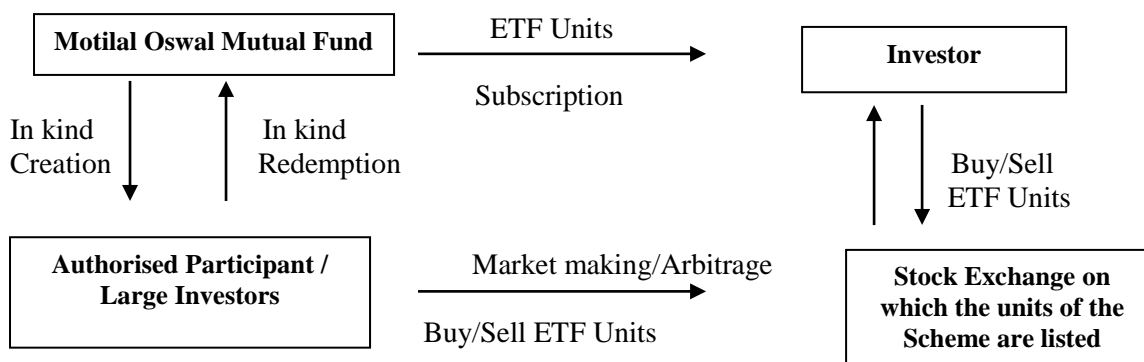 Motilal Oswal Mutual Fund
ETF Units
Subscription
Investor
In kind
Creation
In kind
Redemption
Buy/Sell
ETF Units
Authorised Participant /
Large Investors
Market making/Arbitrage
Buy/Sell ETF Units
Stock Exchange on
which the units of the
Scheme are listed